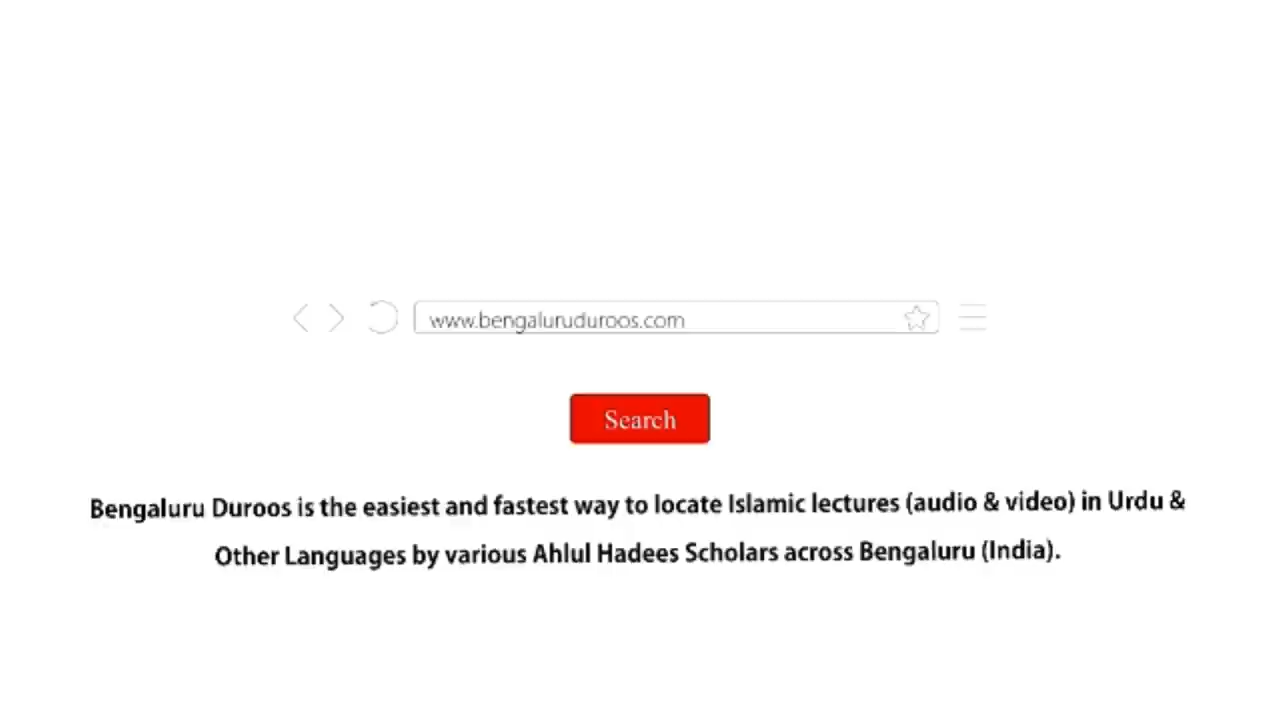 www.bengaluruduroos.com
Search
Bengaluru Duroos is the easiest and fastest way to locate Islamic lectures (audio & video) in Urdu &
Other Languages by various Ahlul Hadees Scholars across Bengaluru (India).